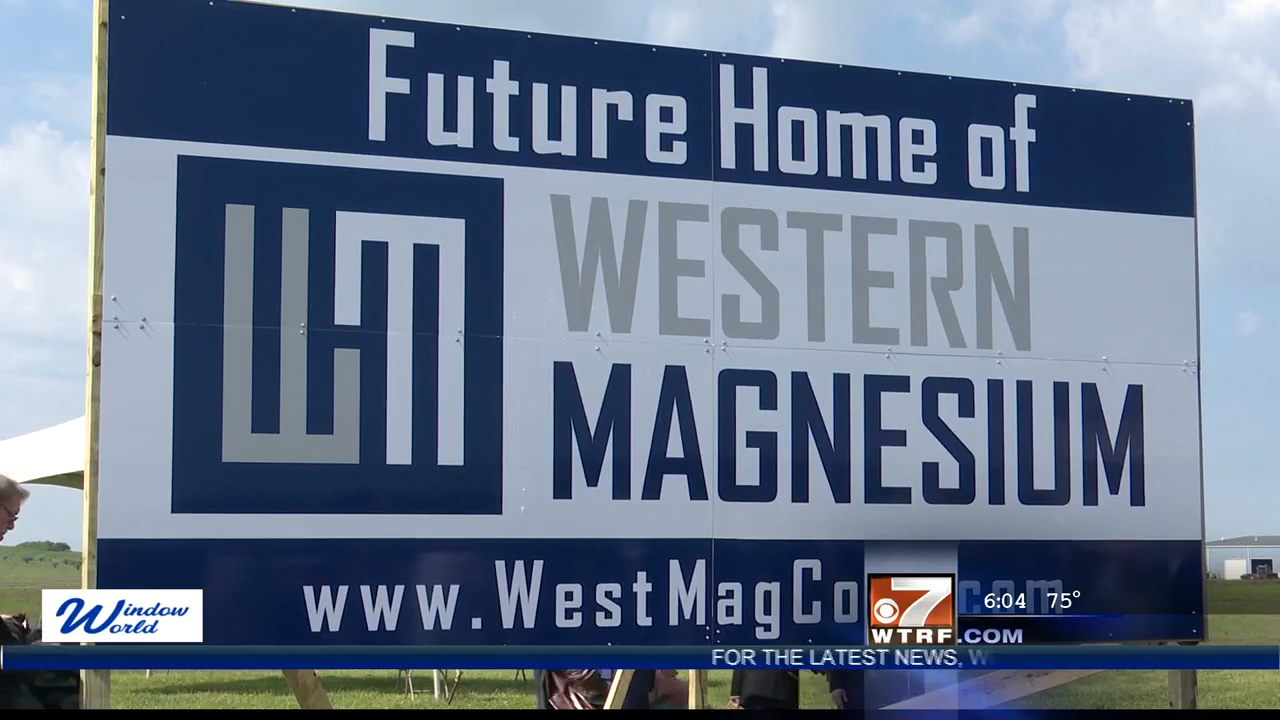 Future Home of
WESTERN
MAGNESIUM
WM
www.WestMagCo .com
Window
World
7
WTRF.COM
6:04 75°
FOR THE LATEST NEWS, W